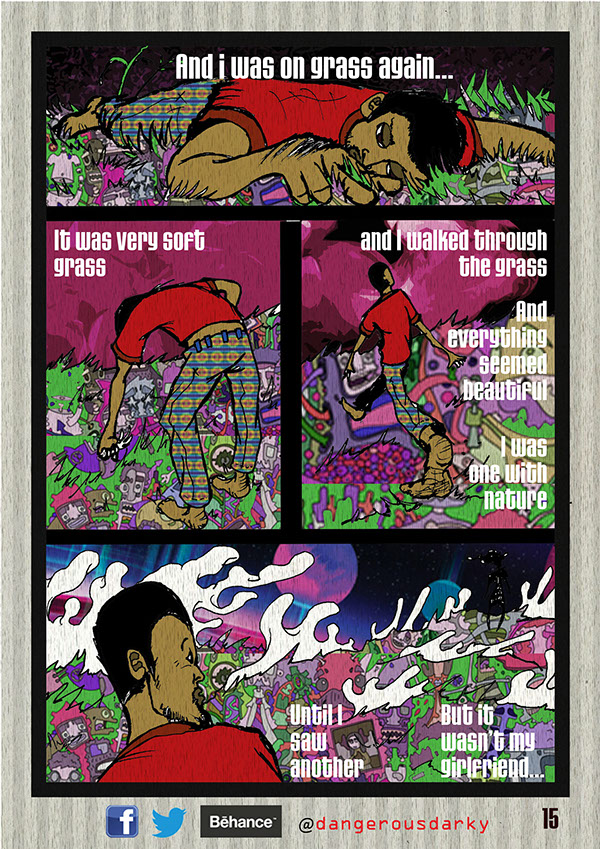 And i was on grass again...
It was very soft
grass
and I walked through
the grass
And
everything
seemed
beautiful
I was
one with
nature
Until I
saw
another
But it
wasn't my
girlfriend...
f
Bēhance™
@dangerousdarky
15